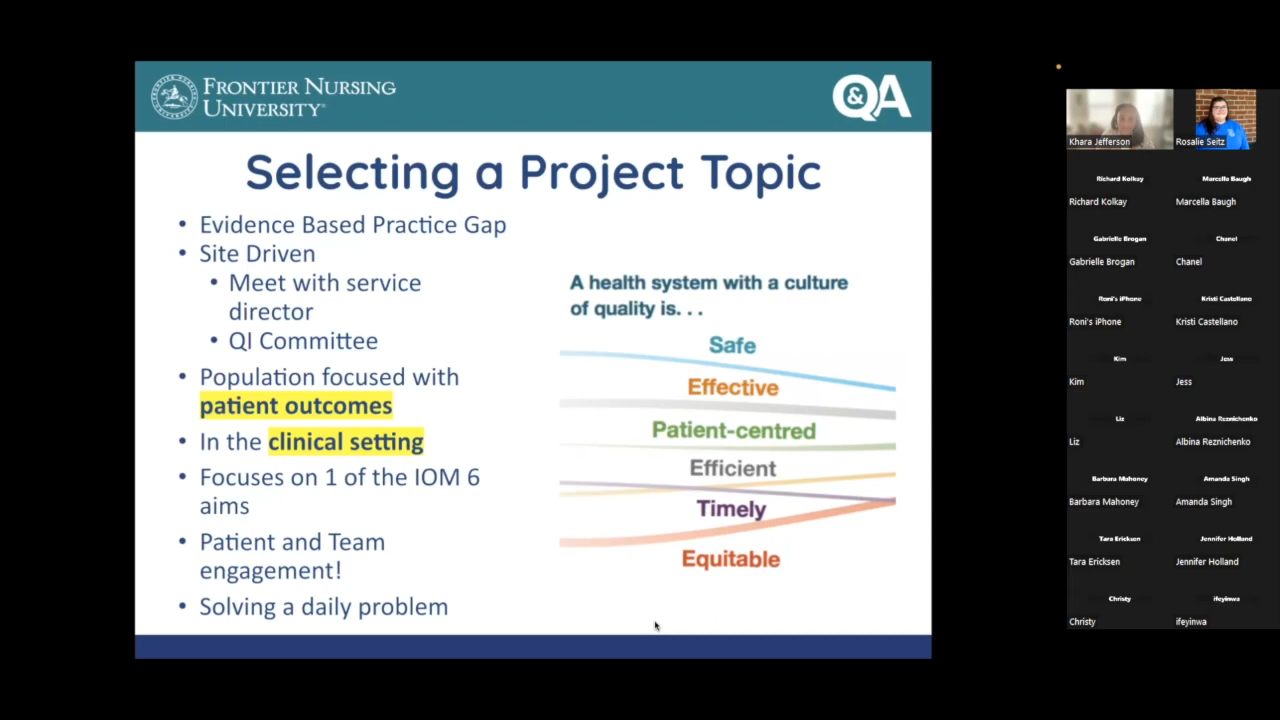 FRONTIER NURSING
UNIVERSITY
Q&A
Selecting a Project Topic
• Evidence Based Practice Gap
• Site Driven
• Meet with service
director
• QI Committee
• Population focused with
patient outcomes
• In the clinical setting
• Focuses on 1 of the IOM 6
aims
• Patient and Team
engagement!
• Solving a daily problem
A health system with a culture
of quality is. . .
Safe
Effective
Patient-centred
Efficient
Timely
Equitable
Khara Jefferson
Rosalie Seitz
Richard Kolkay
Marcella Baugh
Richard Kolkay
Marcella Baugh
Gabrielle Brogan
Chanel
Gabrielle Brogan
Chanel
Roni's iPhone
Kristi Castellano
Roni's iPhone
Kristi Castellano
Kim
Jess
Kim
Jess
Liz
Albina Reznichenko
Liz
Albina Reznichenko
Barbara Mahoney
Amanda Singh
Barbara Mahoney
Amanda Singh
Tara Ericksen
Jennifer Holland
Tara Ericksen
Jennifer Holland
Christy
ifeyinwa
Christy
ifeyinwa